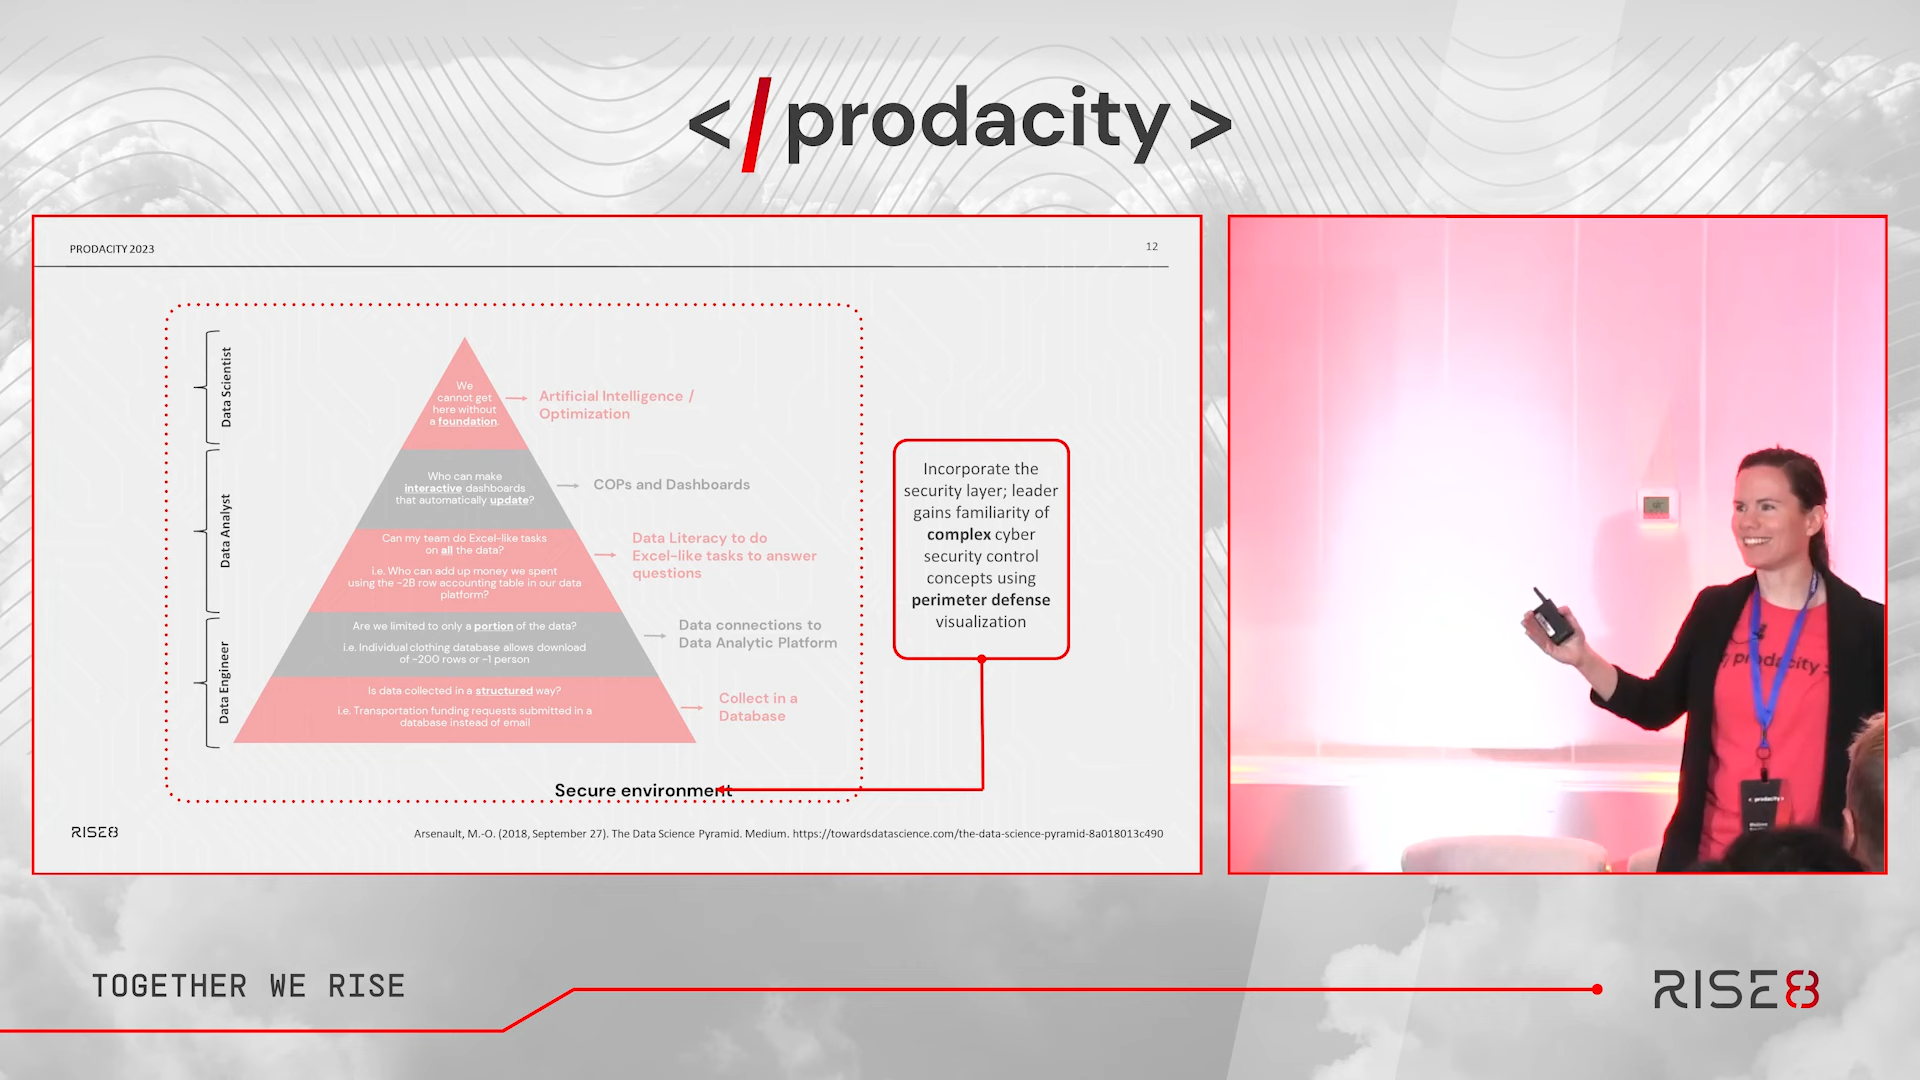 </prodacity>
PRODACITY 2023
12
Data Scientist
We
cannot get
here without
a foundation.
Artificial Intelligence /
Optimization
Data Analyst
Who can make
interactive dashboards
that automatically update?
COPs and Dashboards
Can my team do Excel-like tasks
on all the data?
i.e. Who can add up money we spent
using the ~2B row accounting table in our data
platform?
Data Literacy to do
Excel-like tasks to answer
questions
Data Engineer
Are we limited to only a portion of the data?
i.e. Individual clothing database allows download
of ~200 rows or ~1 person
Data connections to
Data Analytic Platform
Is data collected in a structured way?
i.e. Transportation funding requests submitted in a
database instead of email
Collect in a
Database
Incorporate the
security layer; leader
gains familiarity of
complex cyber
security control
concepts using
perimeter defense
visualization
Secure environment
RISE8
Arsenault, M.-O. (2018, September 27). The Data Science Pyramid. Medium. https://towardsdatascience.com/the-data-science-pyramid-8a018013c490
prodacity
prodacity
TOGETHER WE RISE
RISE8